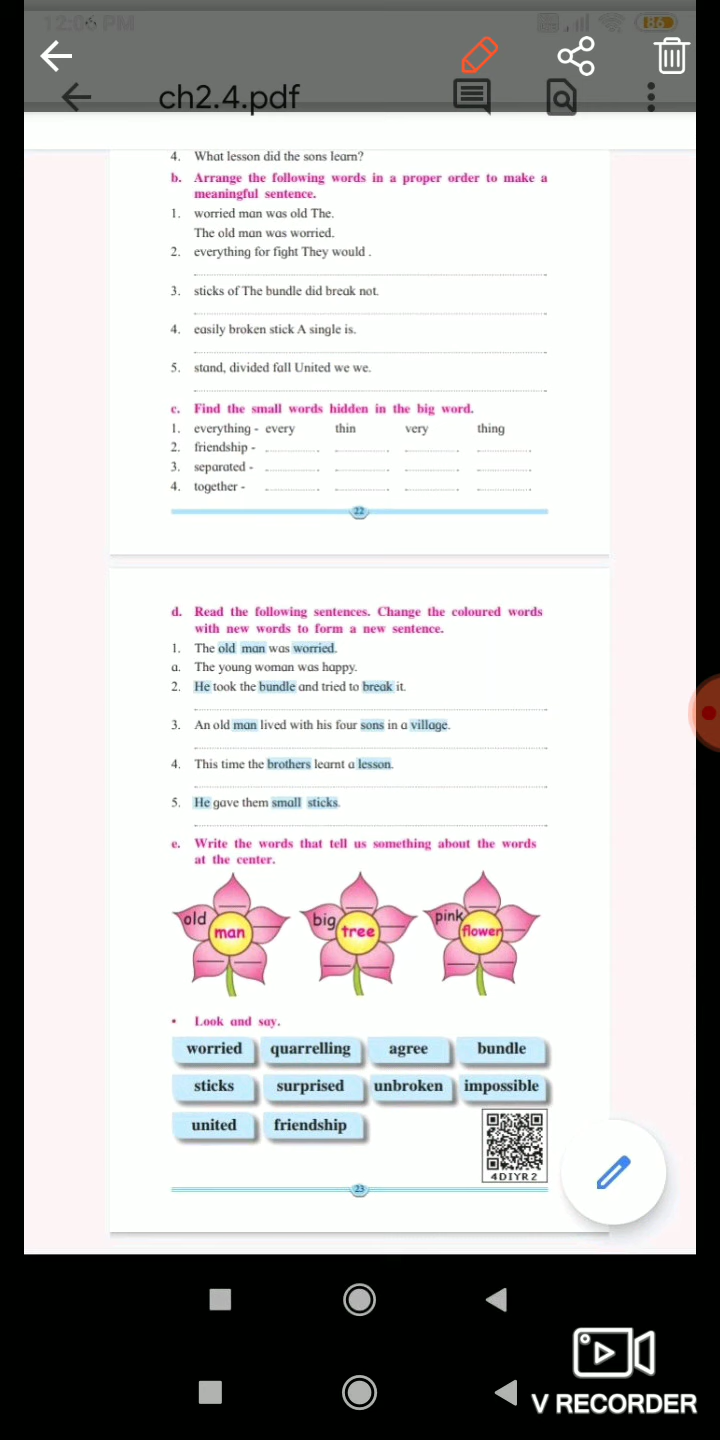 12:06 PM
86
ch2.4.pdf
4. What lesson did the sons learn?
b. Arrange the following words in a proper order to make a
meaningful sentence.
1. worried man was old The.
The old man was worried.
2. everything for fight They would .
3. sticks of The bundle did break not.
4. easily broken stick A single is.
5. stand, divided fall United we we.
c. Find the small words hidden in the big word.
1. everything - every thin very thing
2. friendship -
3. separated -
4. together -
22
d. Read the following sentences. Change the coloured words
with new words to form a new sentence.
1. The old man was worried.
a. The young woman was happy.
2. He took the bundle and tried to break it.
3. An old man lived with his four sons in a village.
4. This time the brothers learnt a lesson.
5. He gave them small sticks.
e. Write the words that tell us something about the words
at the center.
old man big tree pink flower
• Look and say.
worried quarrelling agree bundle
sticks surprised unbroken impossible
united friendship
4DIYR2
23
V RECORDER